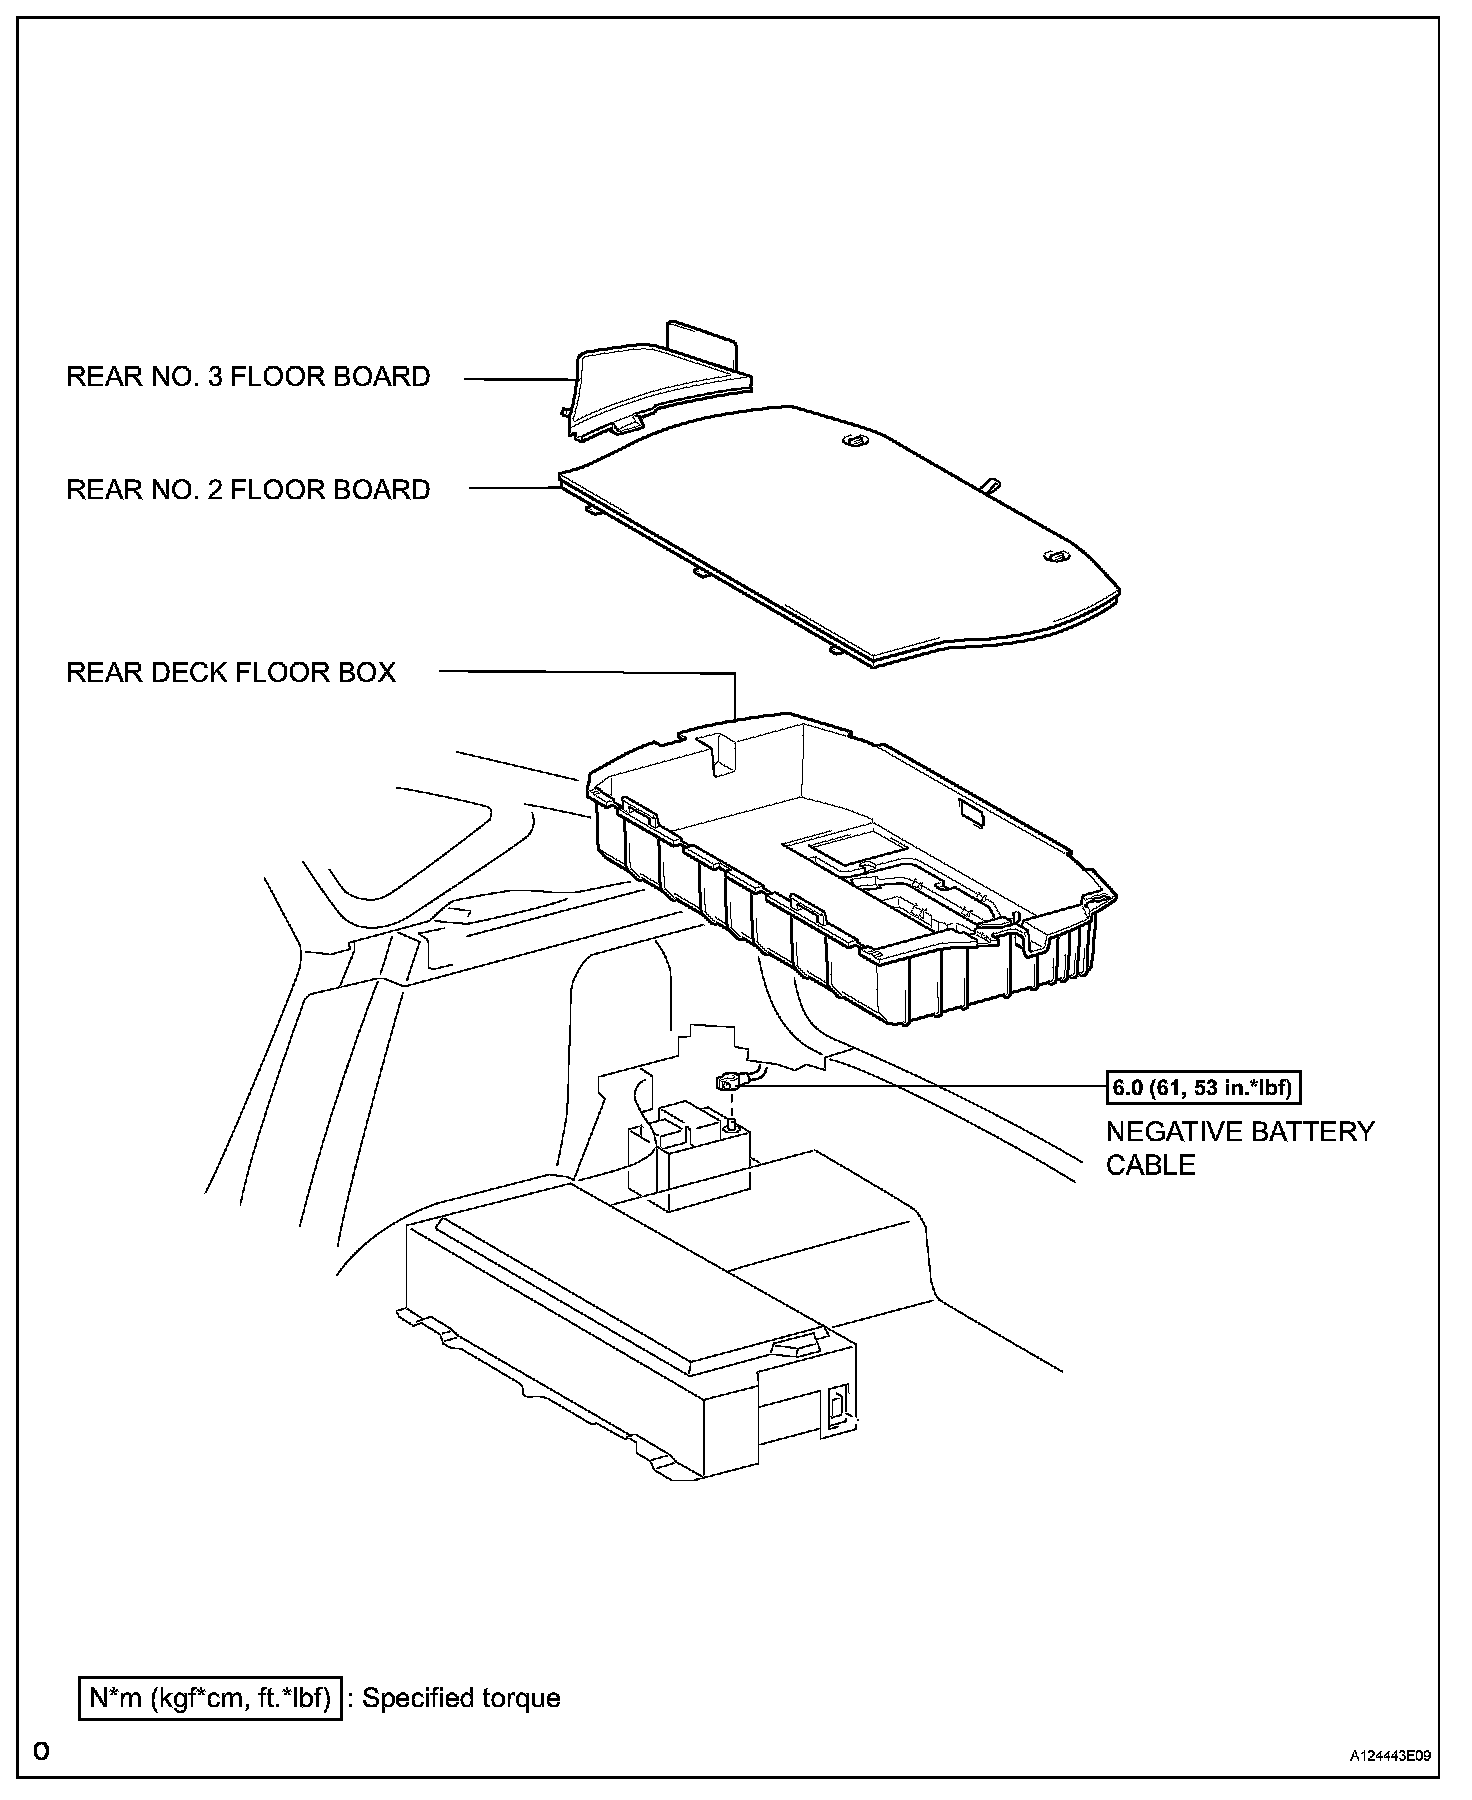 REAR NO. 3 FLOOR BOARD
REAR NO. 2 FLOOR BOARD
REAR DECK FLOOR BOX
6.0 (61, 53 in.*lbf)
NEGATIVE BATTERY
CABLE
N*m (kgf*cm, ft.*lbf) : Specified torque
O
A124443E09